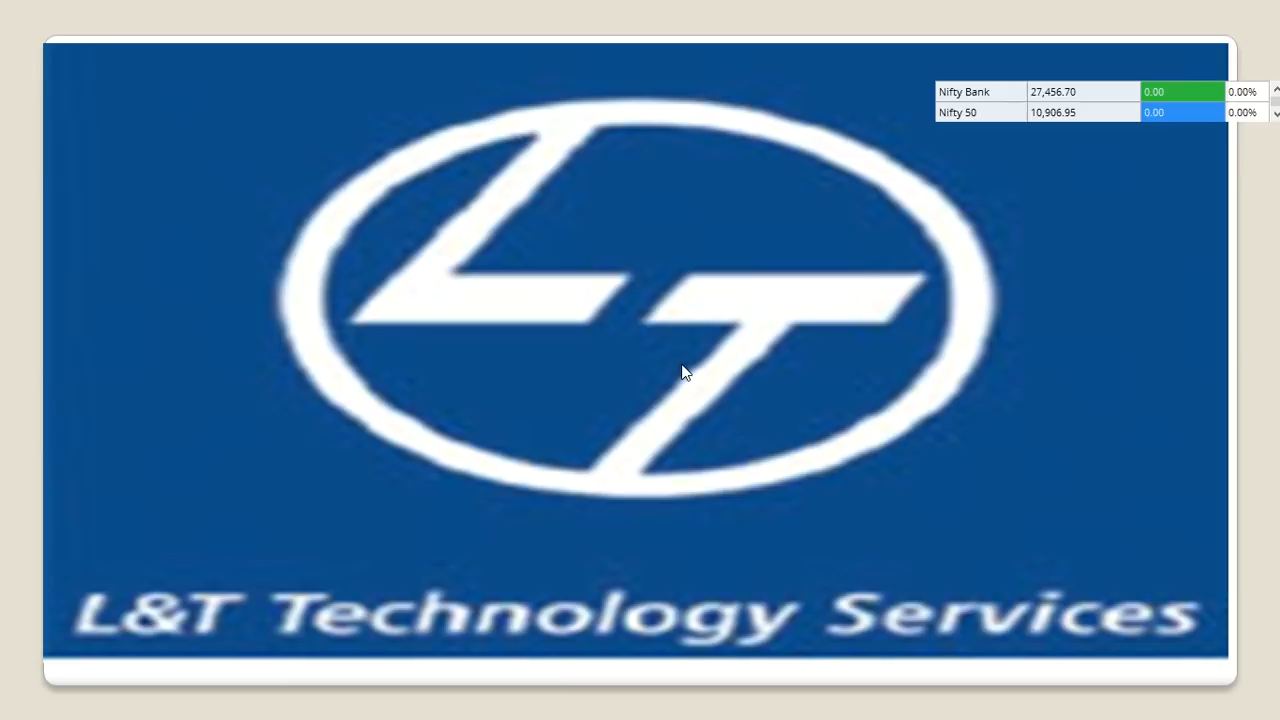 Nifty Bank 27,456.70 0.00 0.00%
Nifty 50 10,906.95 0.00 0.00%
LT
L&T Technology Services